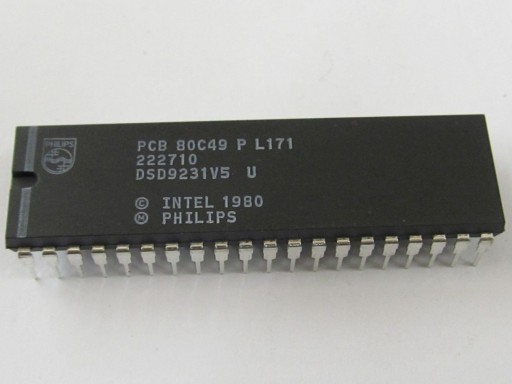 PHILIPS
PCB 80C49 P L171
222710
DSD9231V5 U
© INTEL 1980
Ⓜ PHILIPS